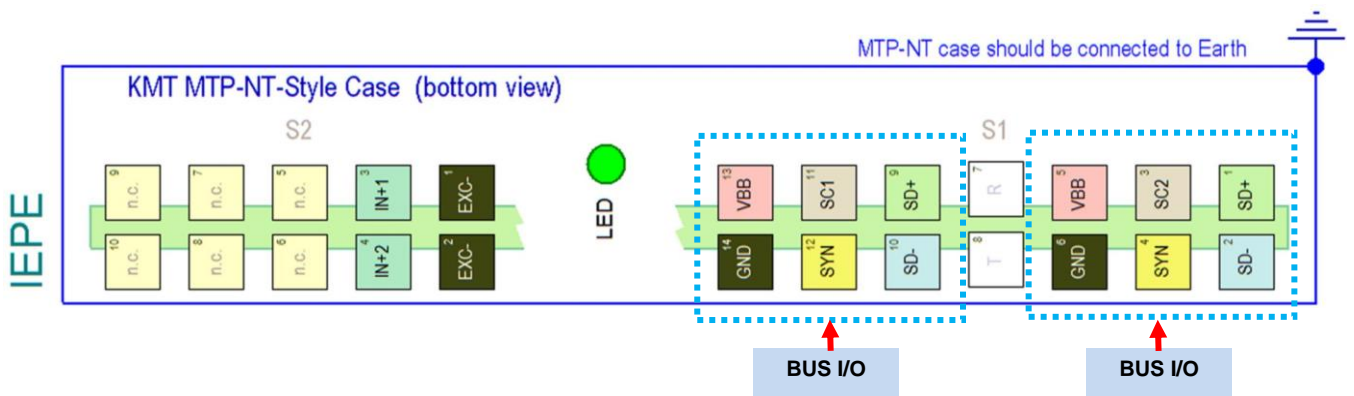 MTP-NT case should be connected to Earth
KMT MTP-NT-Style Case (bottom view)
S2
S1
IEPE
9 n.c.
7 n.c.
5 n.c.
3 IN+1
1 EXC-
LED
13 VBB
11 SC1
9 SD+
7 R
5 VBB
3 SC2
1 SD+
10 n.c.
8 n.c.
6 n.c.
4 IN+2
2 EXC-
14 GND
12 SYN
10 SD-
8 T
6 GND
4 SYN
2 SD-
BUS I/O
BUS I/O